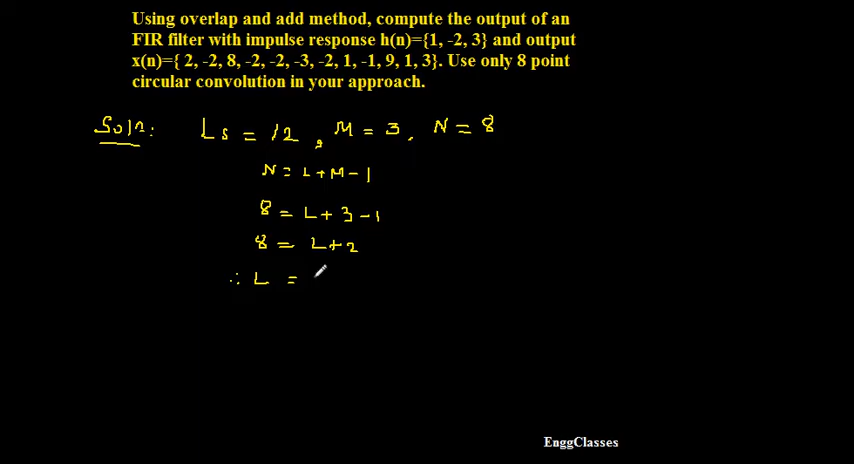 Using overlap and add method, compute the output of an
FIR filter with impulse response h(n)={1, -2, 3} and output
x(n)={ 2, -2, 8, -2, -2, -3, -2, 1, -1, 9, 1, 3}. Use only 8 point
circular convolution in your approach.
Soln: Ls = 12, M = 3, N = 8
N = L + M - 1
8 = L + 3 - 1
8 = L + 2
∴ L =
EnggClasses